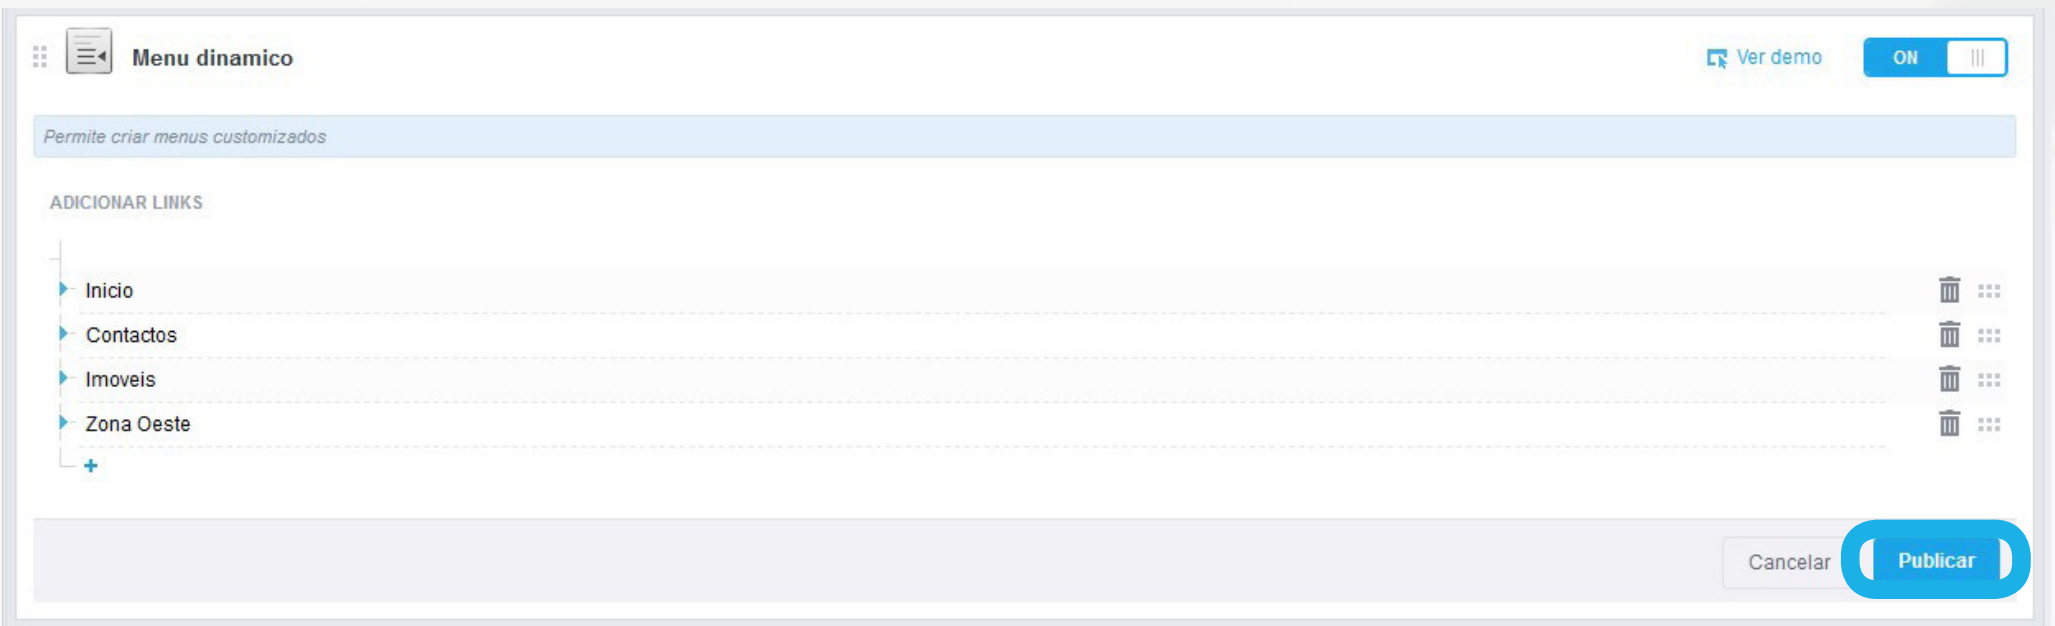 Menu dinamico
Ver demo
ON
Permite criar menus customizados
ADICIONAR LINKS
Inicio
Contactos
Imoveis
Zona Oeste
Cancelar
Publicar